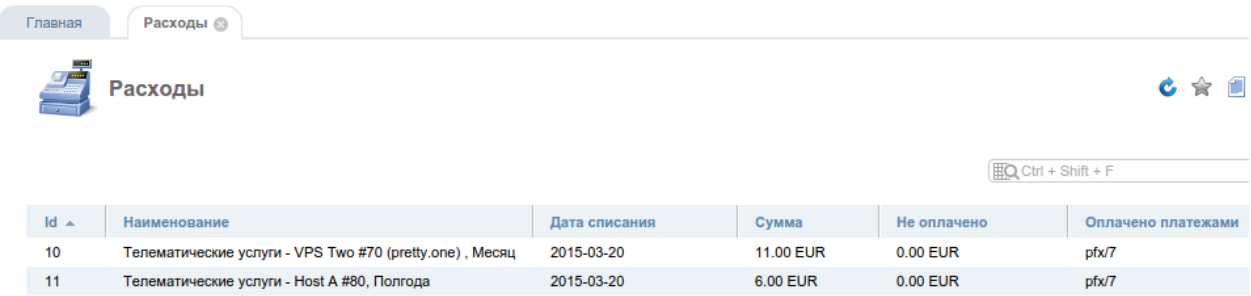 Главная Расходы
Расходы
Ctrl + Shift + F
Id Наименование Дата списания Сумма Не оплачено Оплачено платежами
10 Телематические услуги - VPS Two #70 (pretty.one) , Месяц 2015-03-20 11.00 EUR 0.00 EUR pfx/7
11 Телематические услуги - Host A #80, Полгода 2015-03-20 6.00 EUR 0.00 EUR pfx/7